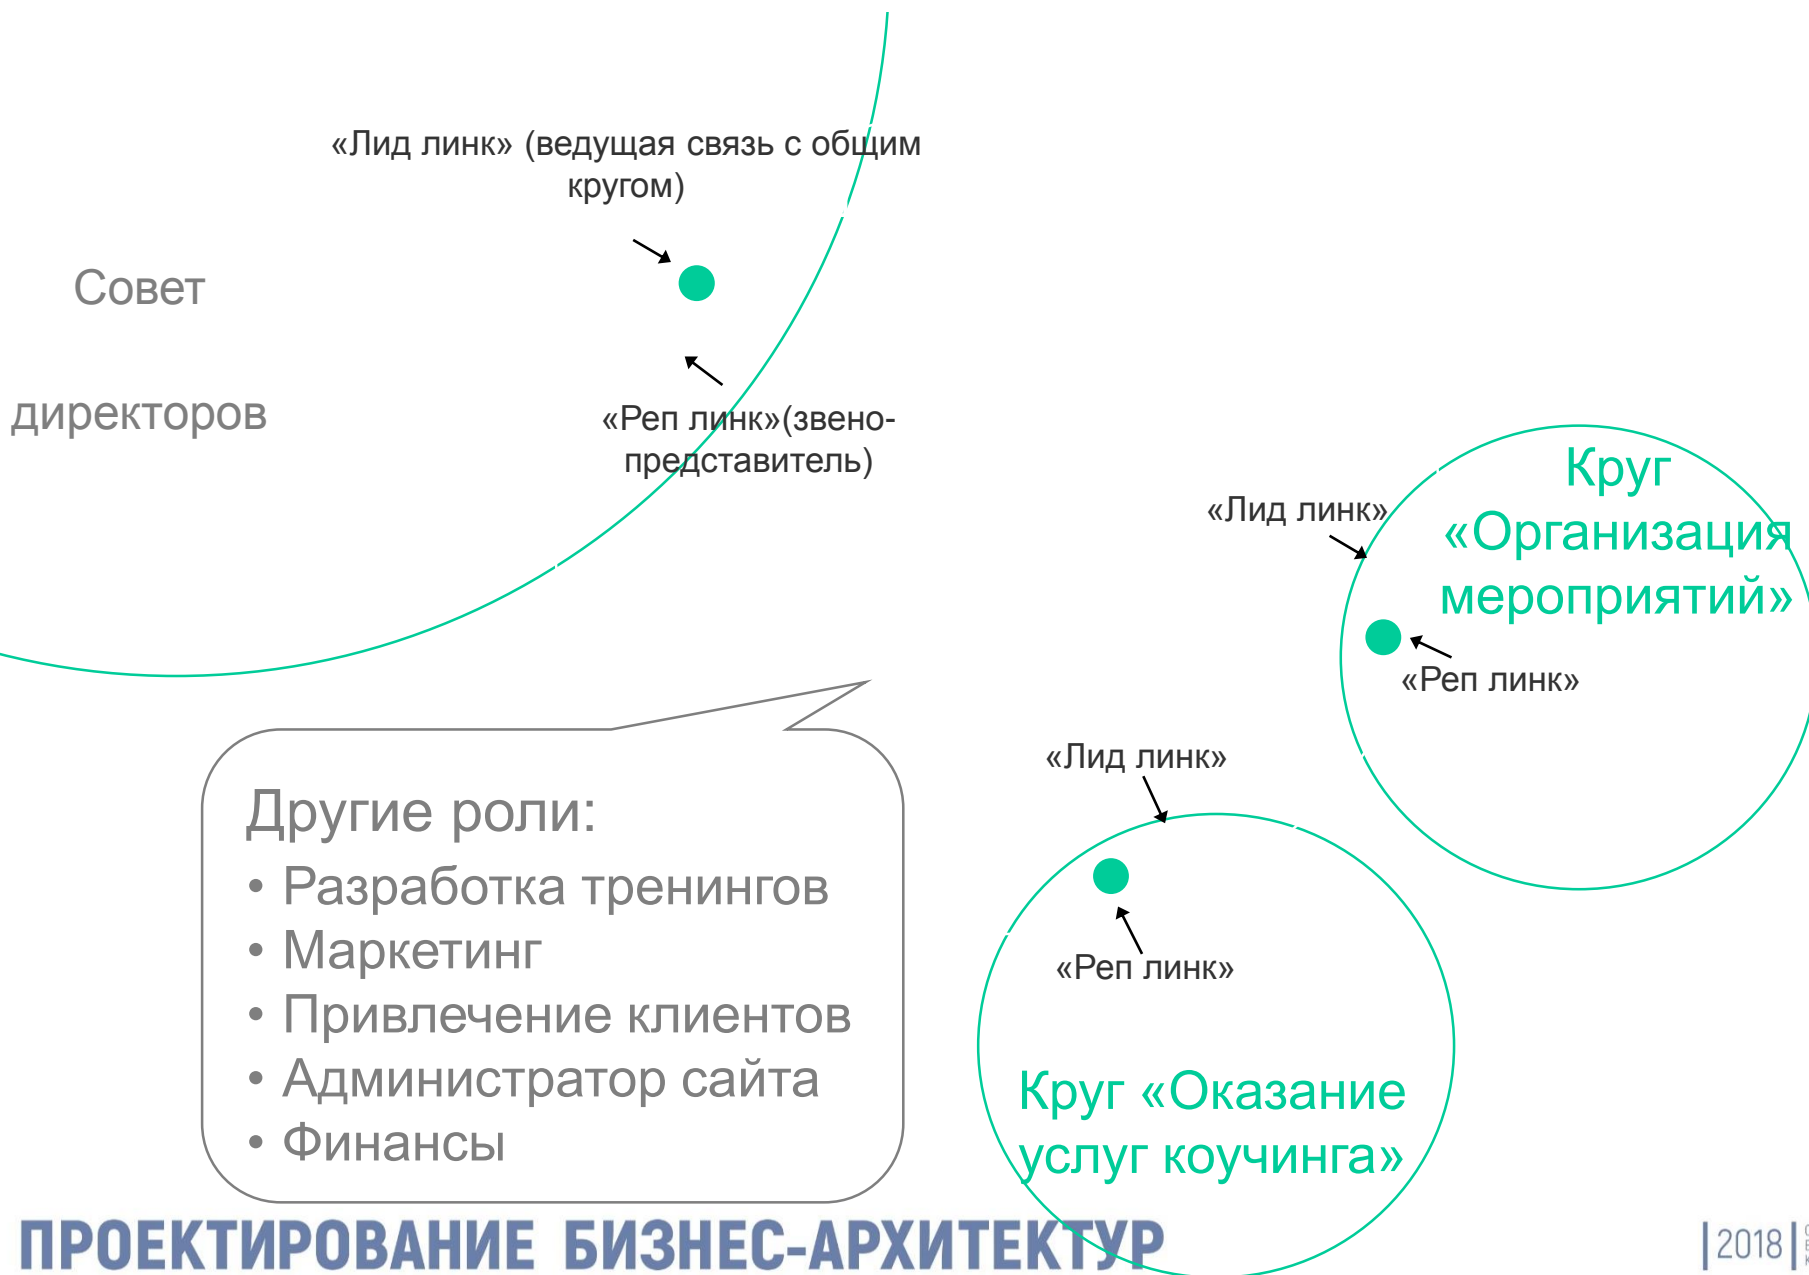 «Лид линк» (ведущая связь с общим
кругом)
Совет
директоров
«Реп линк»(звено-
представитель)
Круг
«Организация
мероприятий»
«Лид линк»
«Реп линк»
«Лид линк»
«Реп линк»
Круг «Оказание
услуг коучинга»
Другие роли:
• Разработка тренингов
• Маркетинг
• Привлечение клиентов
• Администратор сайта
• Финансы
ПРОЕКТИРОВАНИЕ БИЗНЕС-АРХИТЕКТУР
|2018|